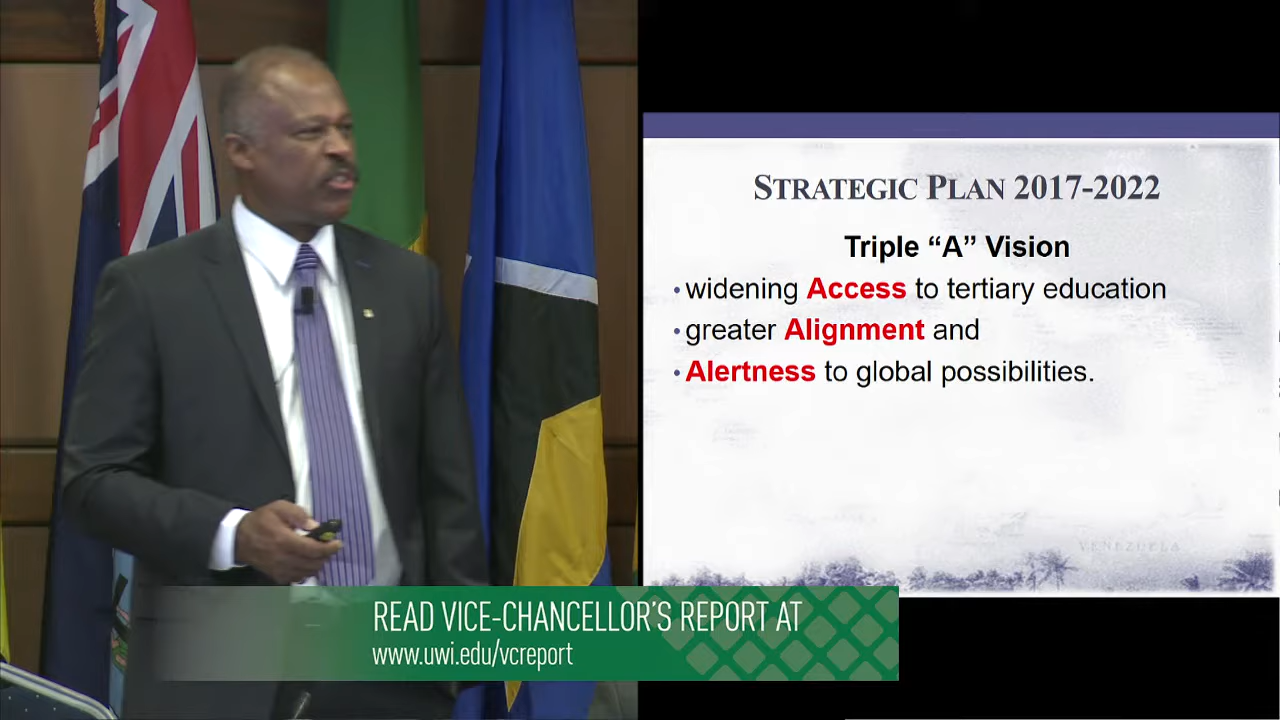 STRATEGIC PLAN 2017-2022
Triple “A” Vision
• widening Access to tertiary education
• greater Alignment and
• Alertness to global possibilities.
VENEZUELA
READ VICE-CHANCELLOR'S REPORT AT
www.uwi.edu/vcreport